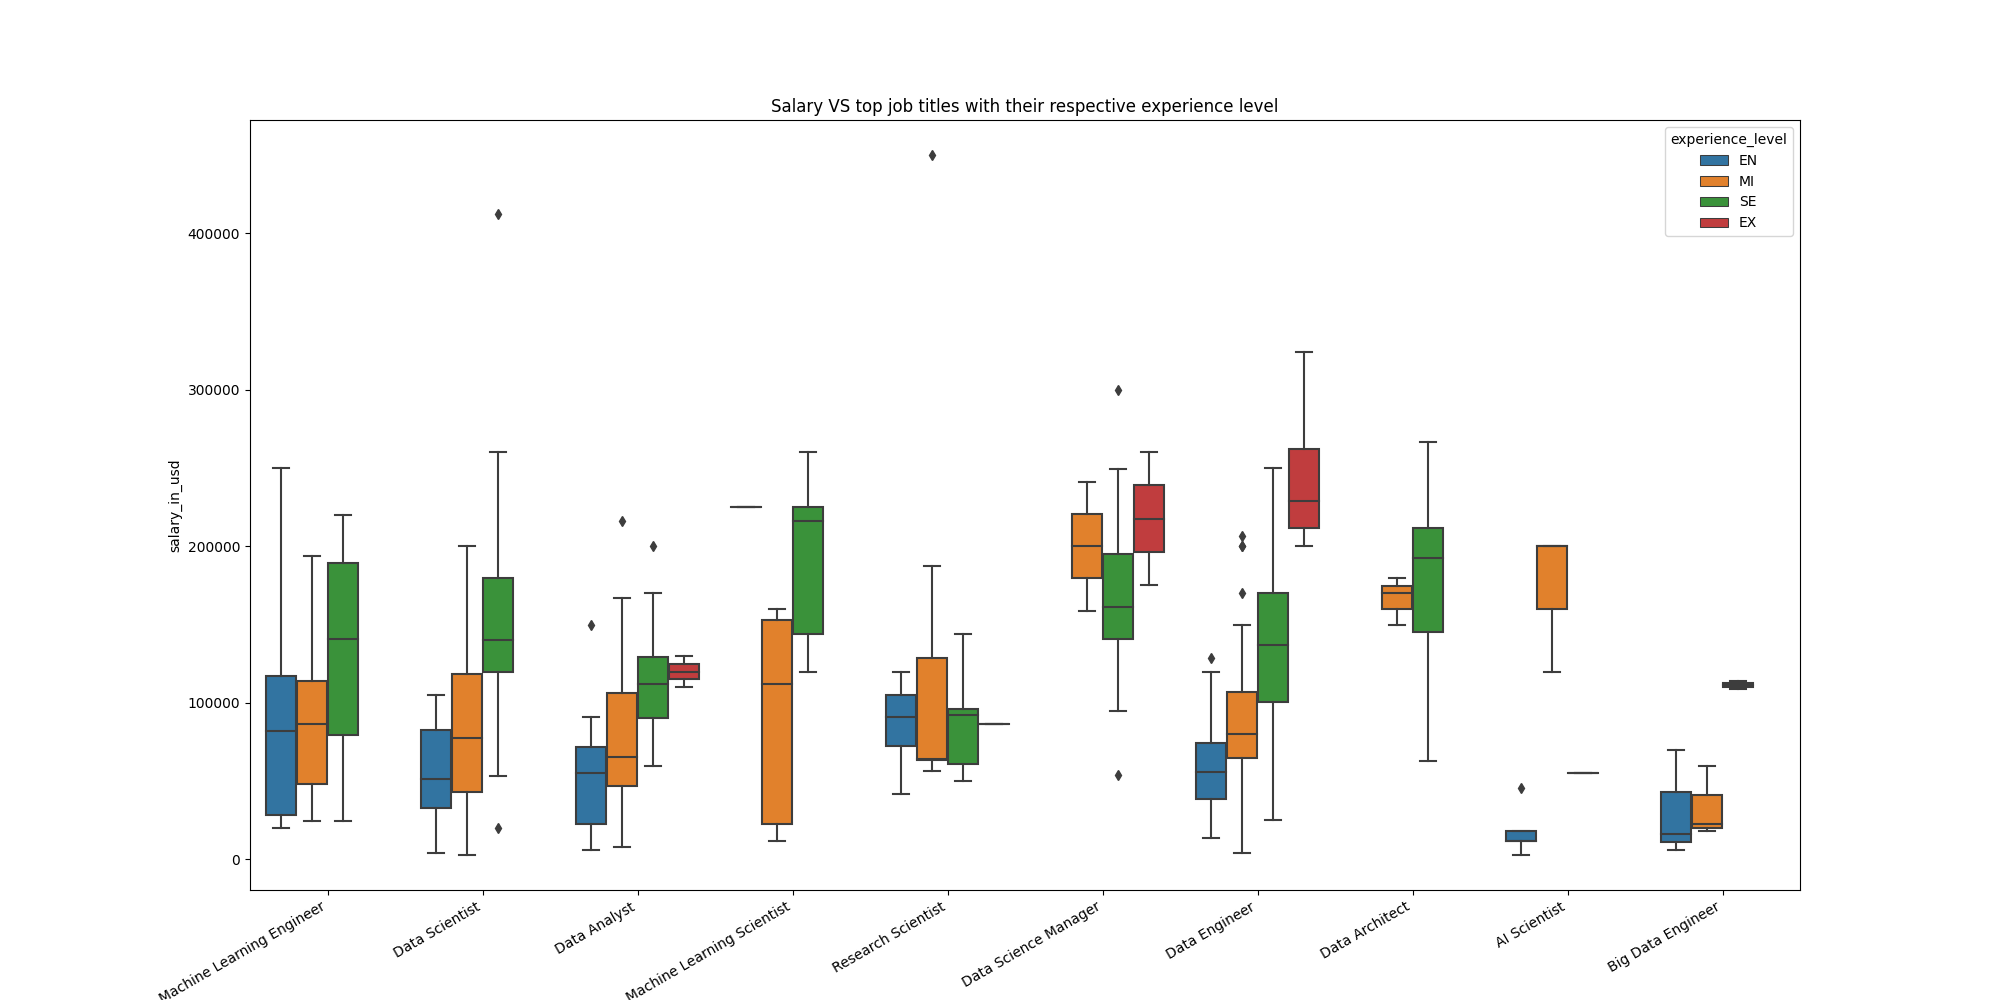 Salary VS top job titles with their respective experience level
experience_level
EN
MI
SE
EX
salary_in_usd
400000
300000
200000
100000
0
Machine Learning Engineer
Data Scientist
Data Analyst
Machine Learning Scientist
Research Scientist
Data Science Manager
Data Engineer
Data Architect
AI Scientist
Big Data Engineer